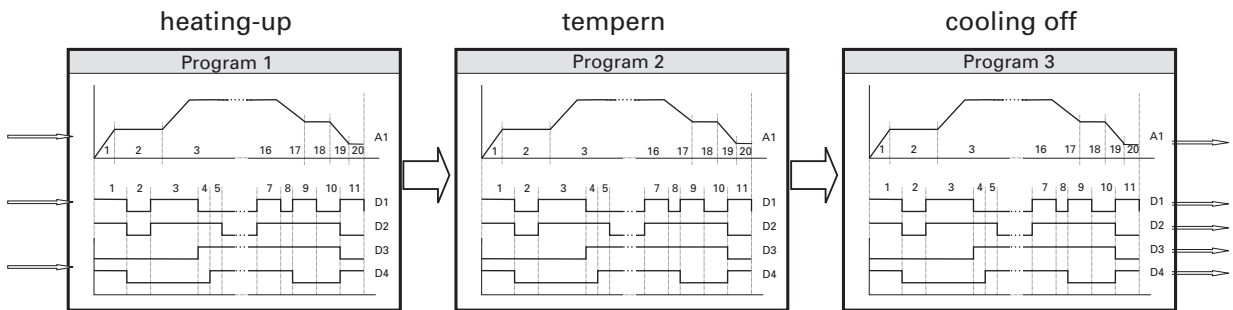 heating-up tempern cooling off
Program 1 Program 2 Program 3
A1 A1 A1
1 2 3 16 17 18 19 20 1 2 3 16 17 18 19 20 1 2 3 16 17 18 19 20
1 2 3 4 5 7 8 9 10 11 1 2 3 4 5 7 8 9 10 11 1 2 3 4 5 7 8 9 10 11
D1 D1 D1
D2 D2 D2
D3 D3 D3
D4 D4 D4